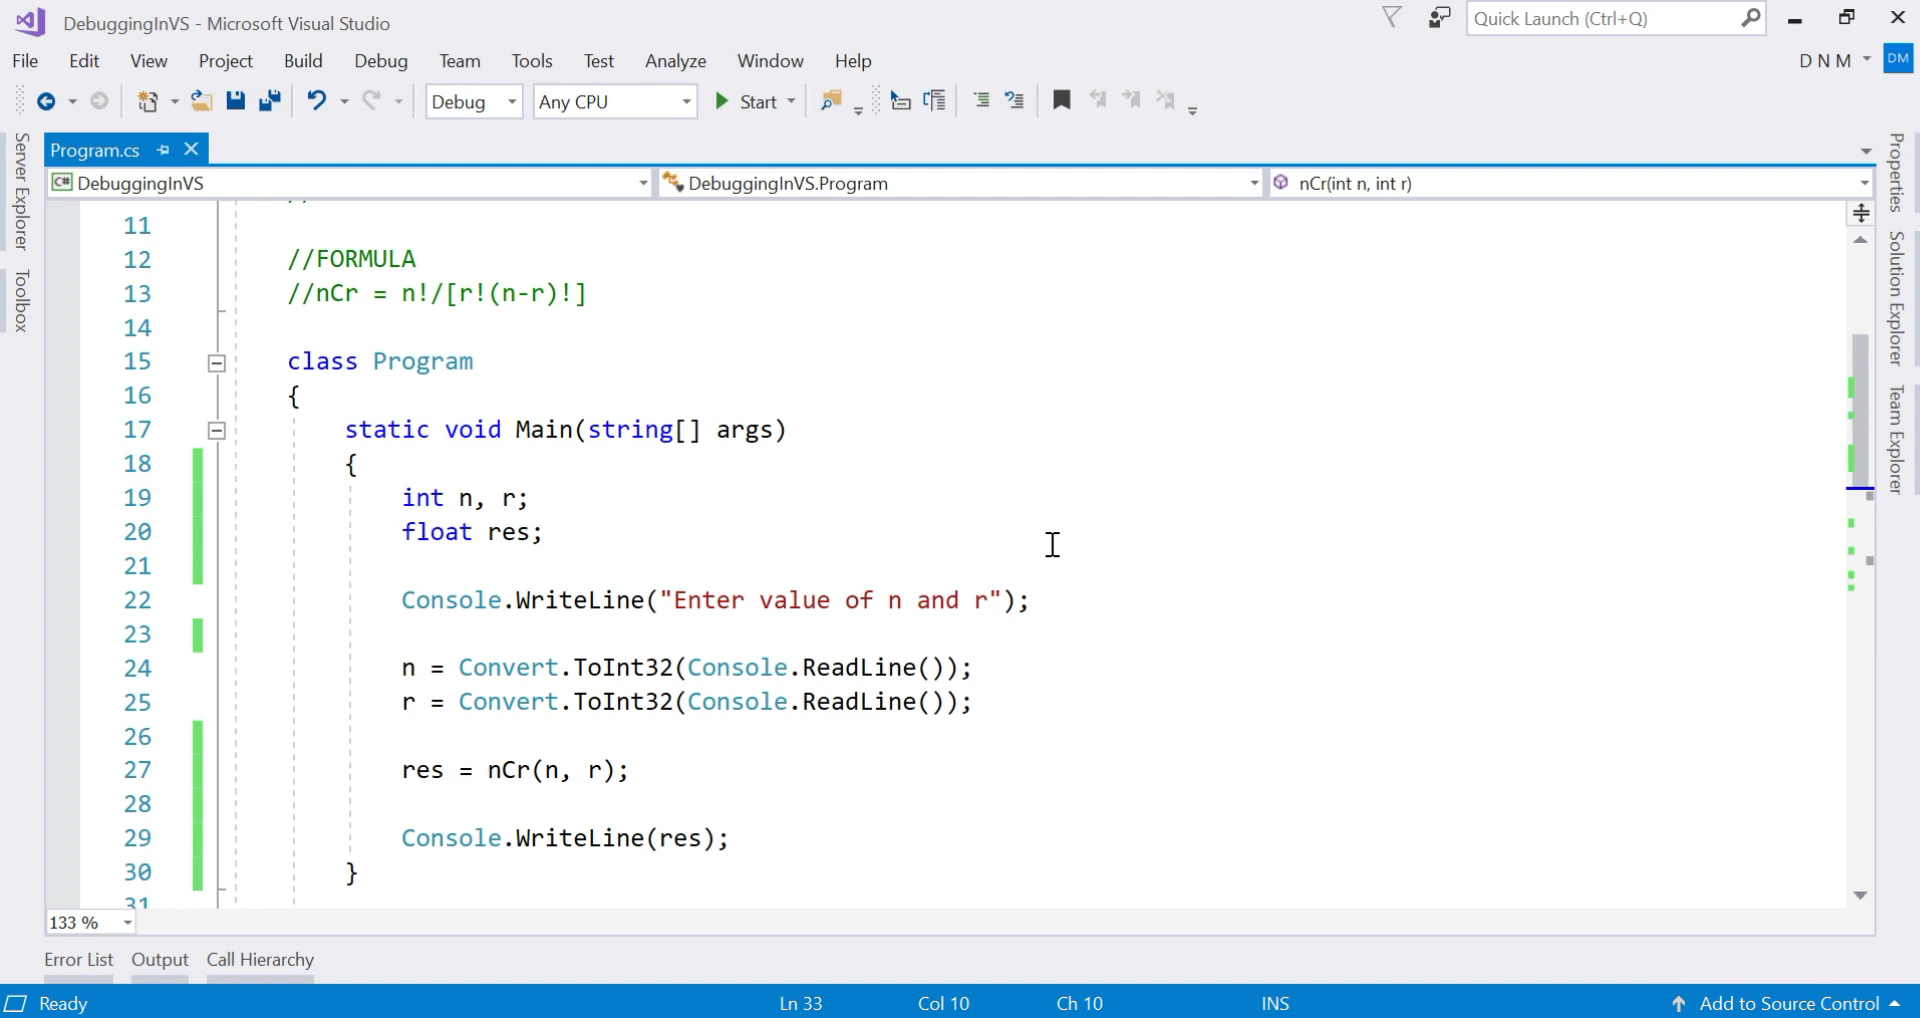 DebuggingInVS - Microsoft Visual Studio
Quick Launch (Ctrl+Q)
File Edit View Project Build Debug Team Tools Test Analyze Window Help
D N M DM
Debug Any CPU Start
Server Explorer
Toolbox
Program.cs
C# DebuggingInVS DebuggingInVS.Program nCr(int n, int r)
11
12 //FORMULA
13 //nCr = n!/[r!(n-r)!]
14
15 class Program
16 {
17 static void Main(string[] args)
18 {
19 int n, r;
20 float res;
21
22 Console.WriteLine("Enter value of n and r");
23
24 n = Convert.ToInt32(Console.ReadLine());
25 r = Convert.ToInt32(Console.ReadLine());
26
27 res = nCr(n, r);
28
29 Console.WriteLine(res);
30 }
31
Properties
Solution Explorer
Team Explorer
133 %
Error List Output Call Hierarchy
Ready Ln 33 Col 10 Ch 10 INS Add to Source Control